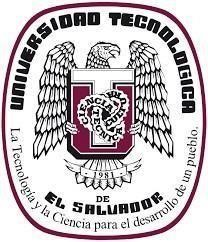 UNIVERSIDAD TECNOLOGICA
1981
DE
EL SALVADOR
La Tecnología y la Ciencia para el desarrollo de un pueblo.